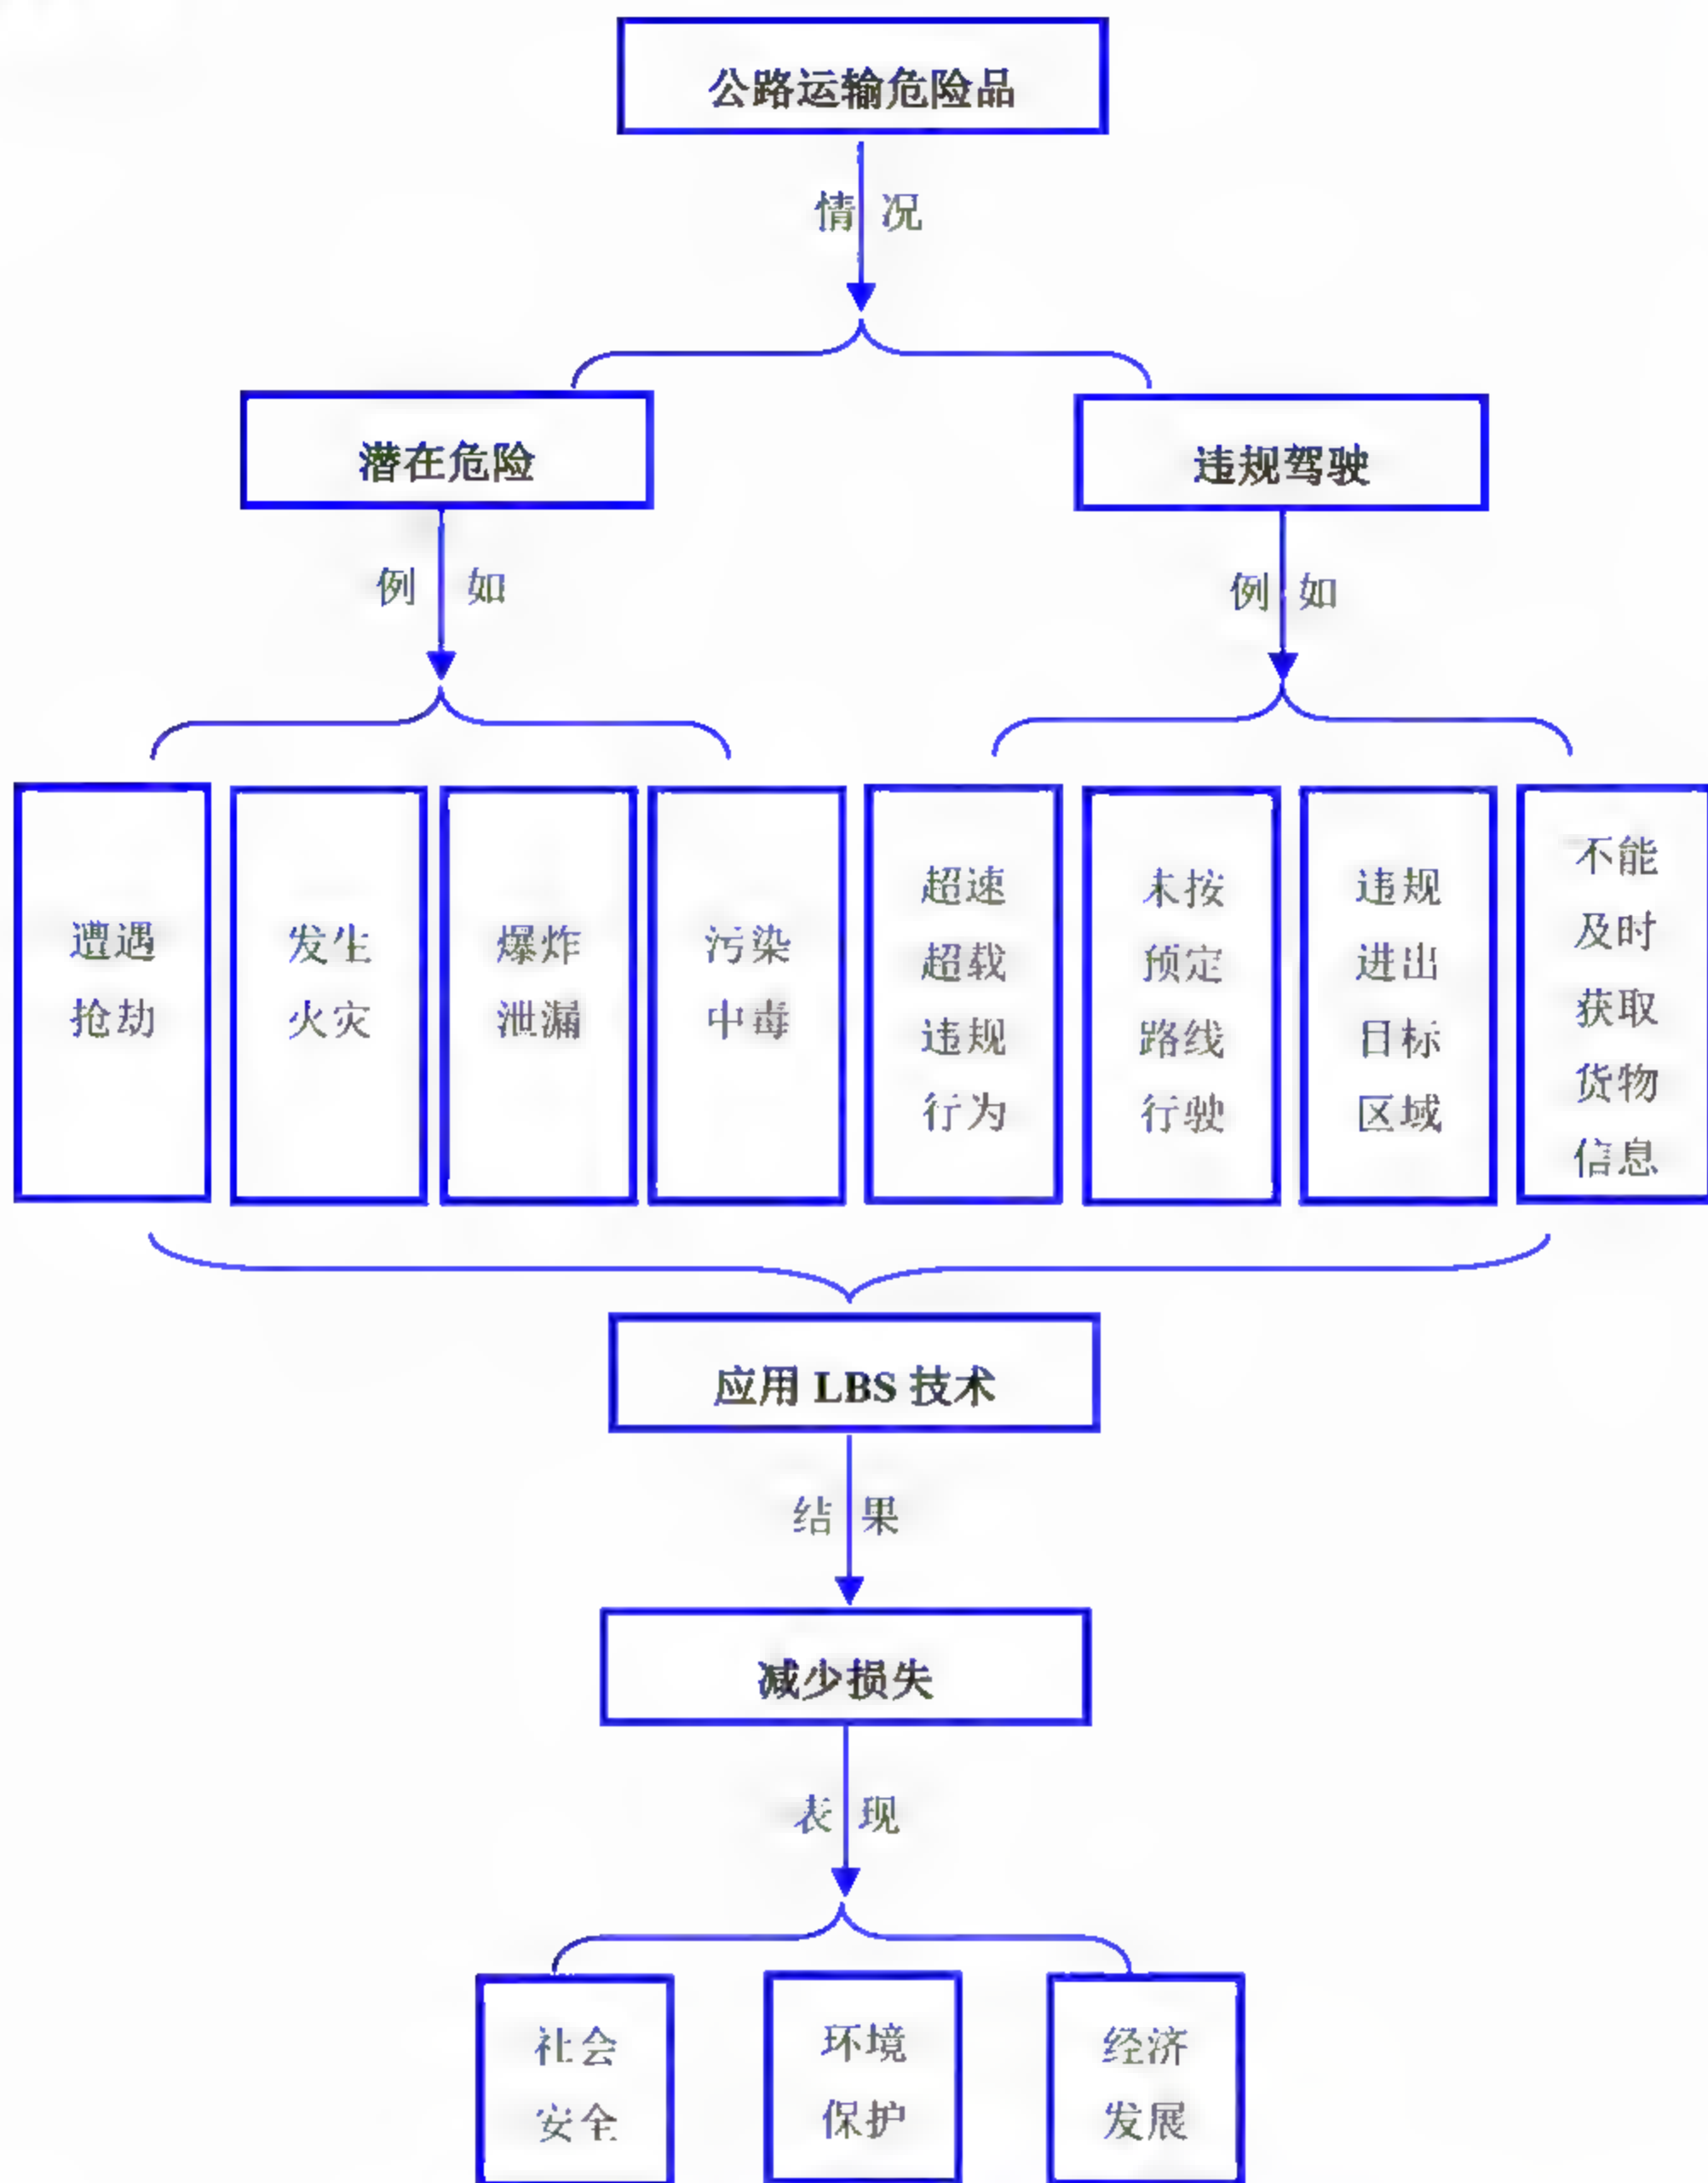 公路运输危险品
情 况
潜在危险
违规驾驶
例 如
例 如
遭遇
抢劫
发生
火灾
爆炸
泄漏
污染
中毒
超速
超载
违规
行为
未按
预定
路线
行驶
违规
进出
目标
区域
不能
及时
获取
货物
信息
应用 LBS 技术
结 果
减少损失
表 现
社会
安全
环境
保护
经济
发展